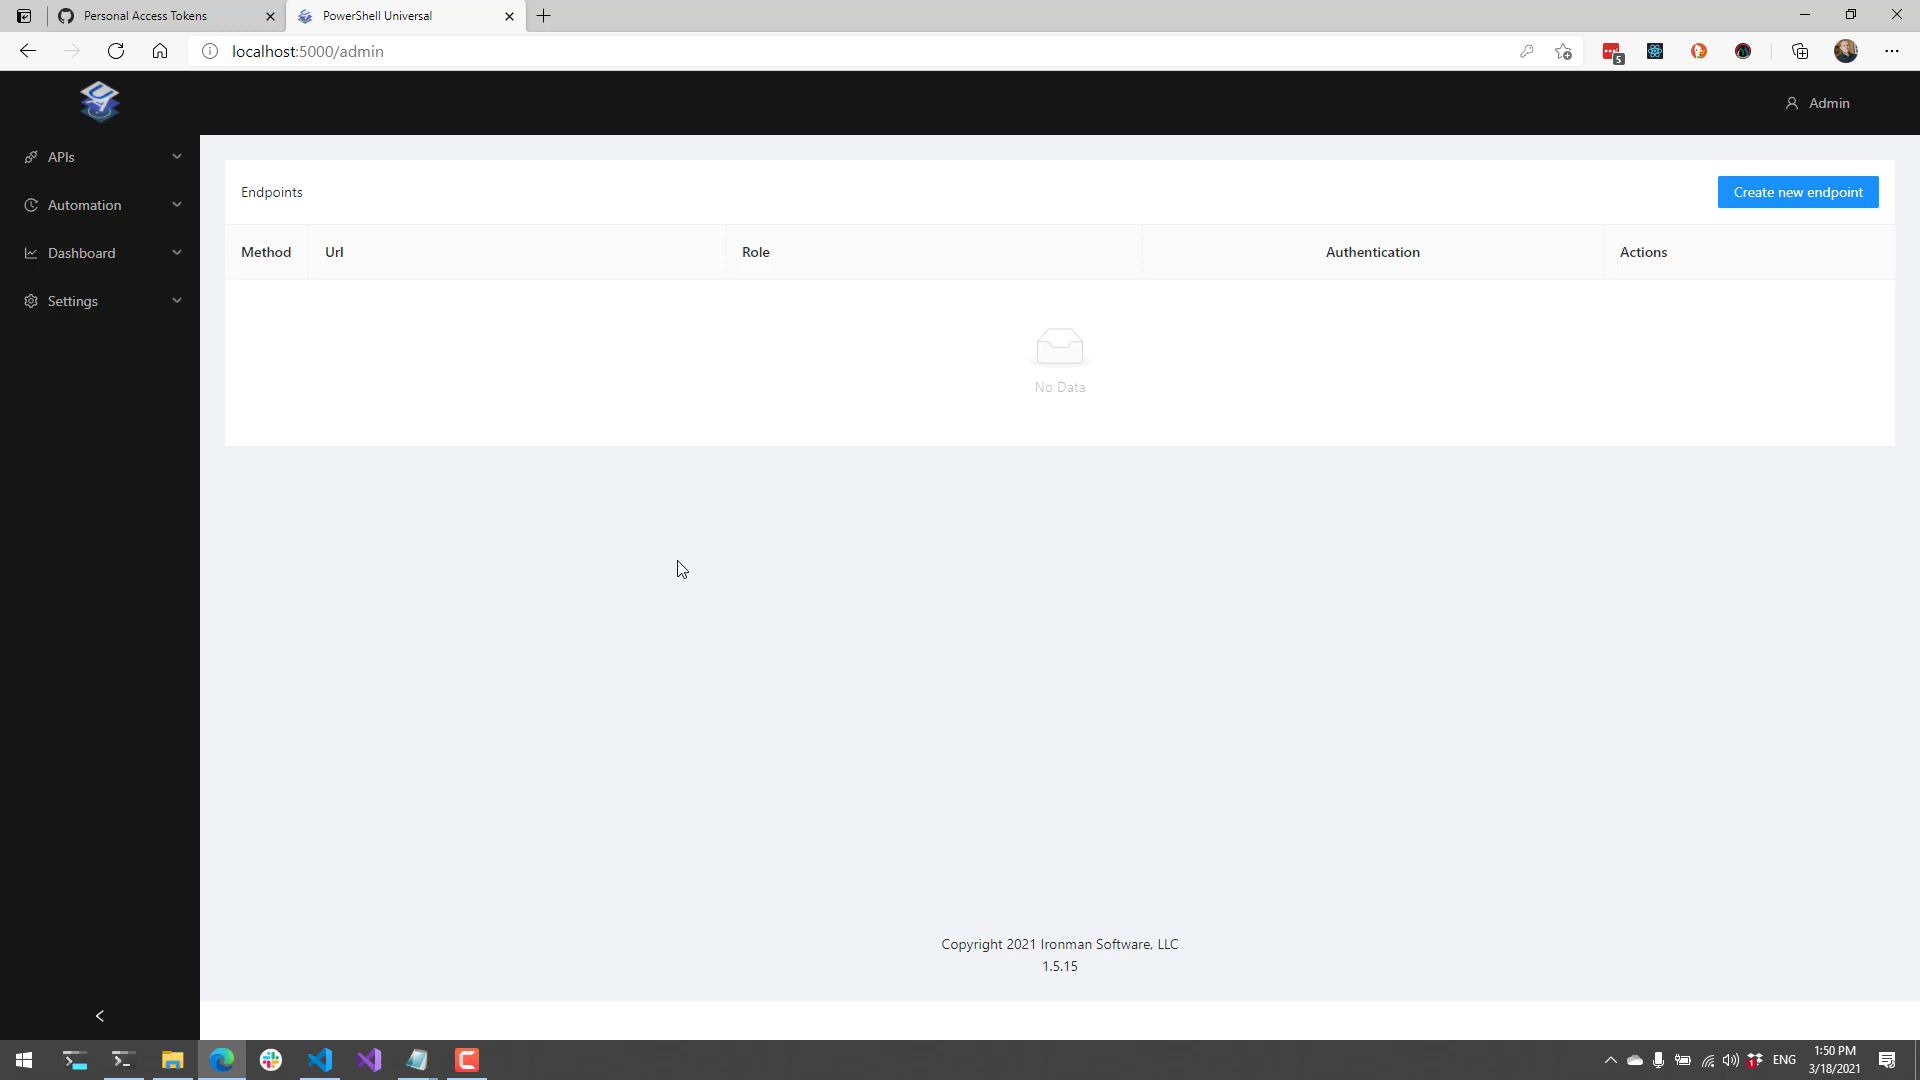 Personal Access Tokens
PowerShell Universal
localhost:5000/admin
5
Admin
APIs
Automation
Dashboard
Settings
Endpoints
Create new endpoint
Method
Url
Role
Authentication
Actions
No Data
Copyright 2021 Ironman Software, LLC
1.5.15
ENG
1:50 PM
3/18/2021